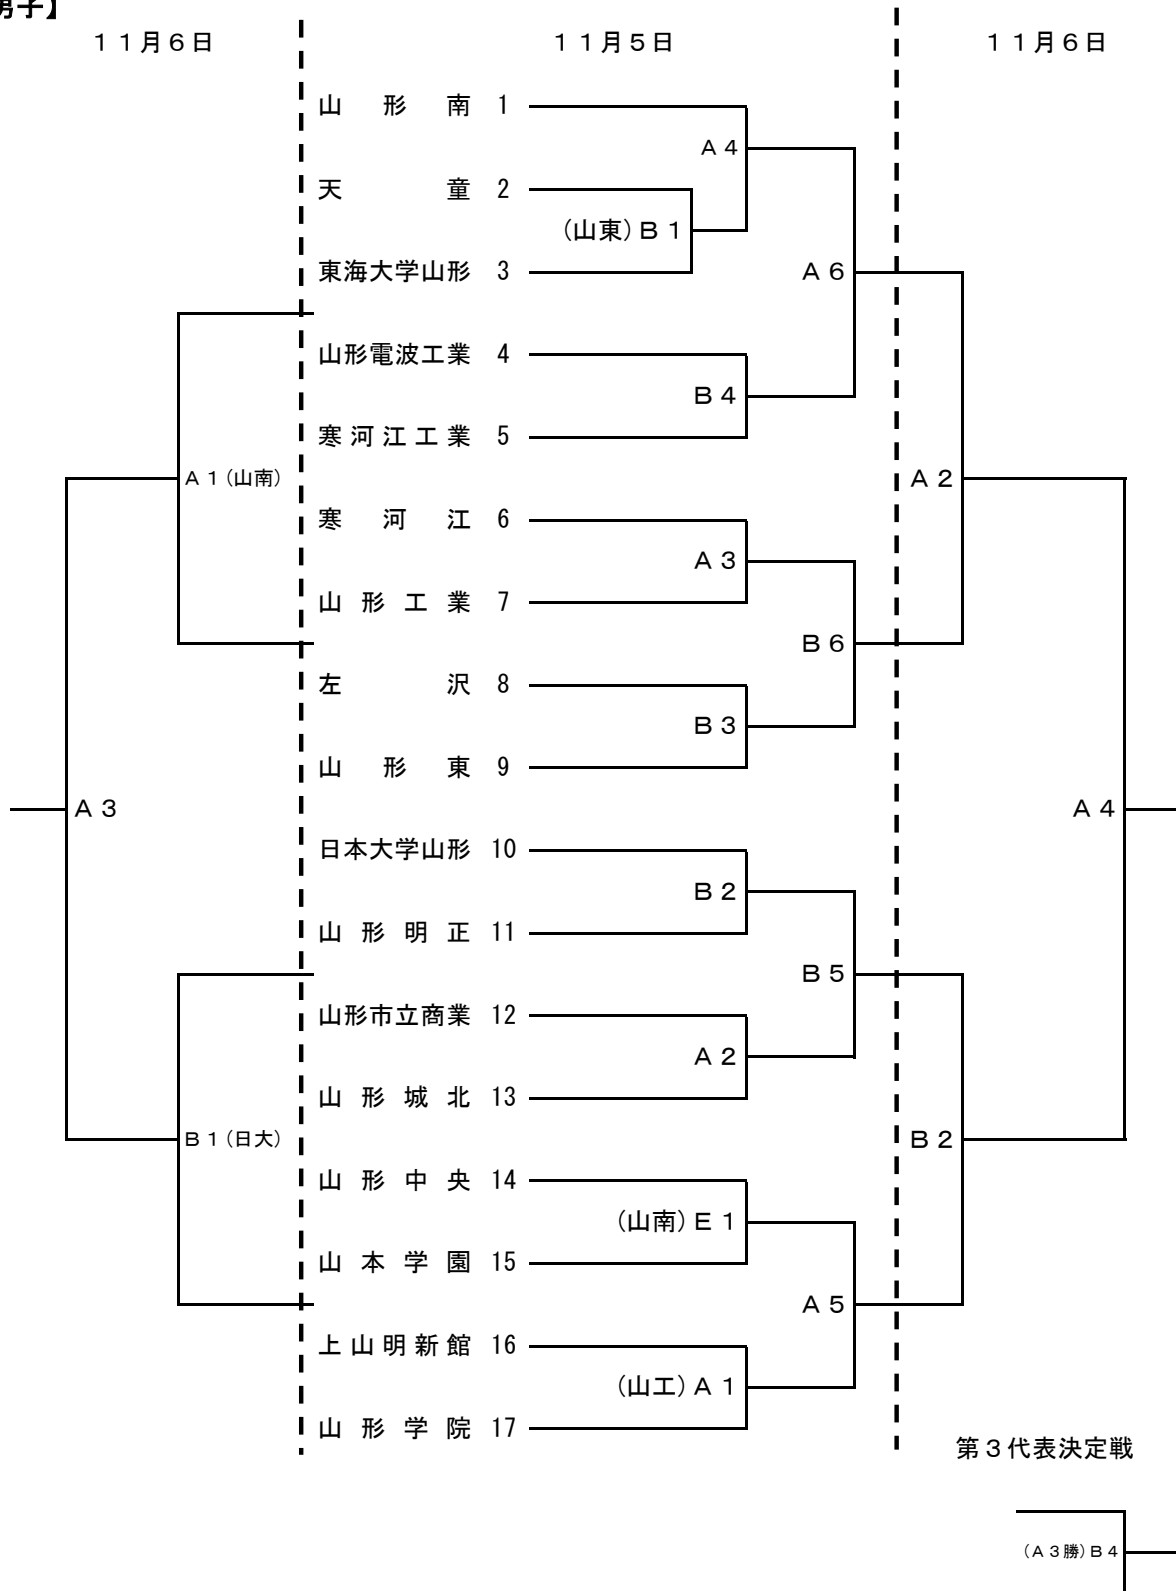 男子】
１１月６日　１１月５日　１１月６日
山形南 1
Ａ４
天童 2
（山東）Ｂ１
東海大学山形 3
Ａ６
山形電波工業 4
Ｂ４
寒河江工業 5
Ａ１（山南）
Ａ２
寒河江 6
Ａ３
山形工業 7
Ｂ６
左沢 8
Ｂ３
山形東 9
Ａ３
Ａ４
日本大学山形 10
Ｂ２
山形明正 11
Ｂ５
山形市立商業 12
Ａ２
山形城北 13
Ｂ１（日大）
Ｂ２
山形中央 14
（山南）Ｅ１
山本学園 15
Ａ５
上山明新館 16
（山工）Ａ１
山形学院 17
第３代表決定戦
（Ａ３勝）Ｂ４